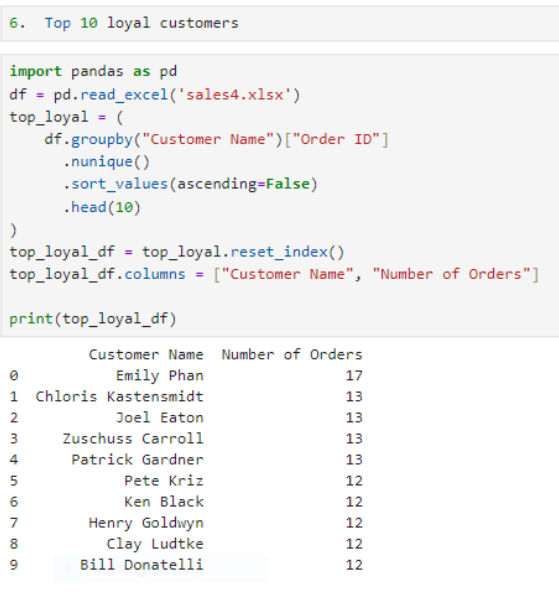 6.  Top 10 loyal customers
import pandas as pd
df = pd.read_excel('sales4.xlsx')
top_loyal = (
    df.groupby("Customer Name")["Order ID"]
      .nunique()
      .sort_values(ascending=False)
      .head(10)
)
top_loyal_df = top_loyal.reset_index()
top_loyal_df.columns = ["Customer Name", "Number of Orders"]

print(top_loyal_df)
         Customer Name  Number of Orders
0           Emily Phan                17
1  Chloris Kastensmidt                13
2           Joel Eaton                13
3     Zuschuss Carroll                13
4      Patrick Gardner                13
5            Pete Kriz                12
6            Ken Black                12
7        Henry Goldwyn                12
8          Clay Ludtke                12
9       Bill Donatelli                12